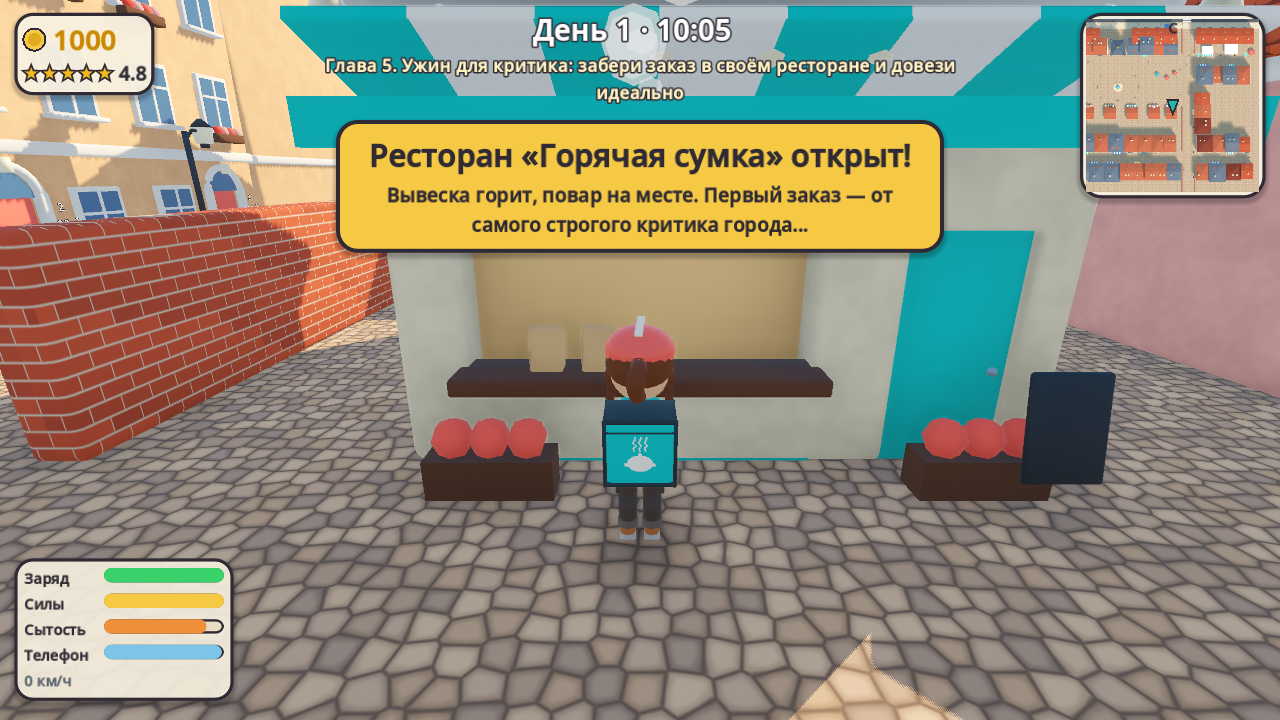 1000
4.8
День 1 · 10:05
Глава 5. Ужин для критика: забери заказ в своём ресторане и довези
идеально
С
Ресторан «Горячая сумка» открыт!
Вывеска горит, повар на месте. Первый заказ — от
самого строгого критика города...
Заряд
Силы
Сытость
Телефон
0 км/ч